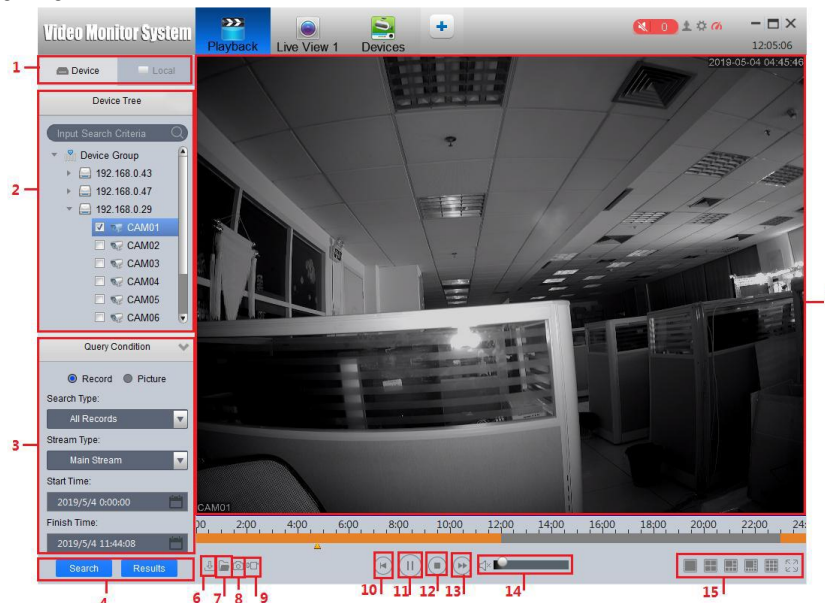 Video Monitor System
Playback
Live View 1
Devices
0
12:05:06
1
Device
Local
2019-05-04 04:45:46
Device Tree
Input Search Criteria
Device Group
192.168.0.43
192.168.0.47
2
192.168.0.29
CAM01
CAM02
CAM03
CAM04
CAM05
CAM06
Query Condition
Record
Picture
Search Type:
All Records
3
Stream Type:
Main Stream
Start Time:
2019/5/4 0:00:00
CAM01
Finish Time:
00 2:00 4:00 6:00 8:00 10:00 12:00 14:00 16:00 18:00 20:00 22:00 24:
2019/5/4 11:44:08
Search
Results
6 7 8 9 10 11 12 13 14 15